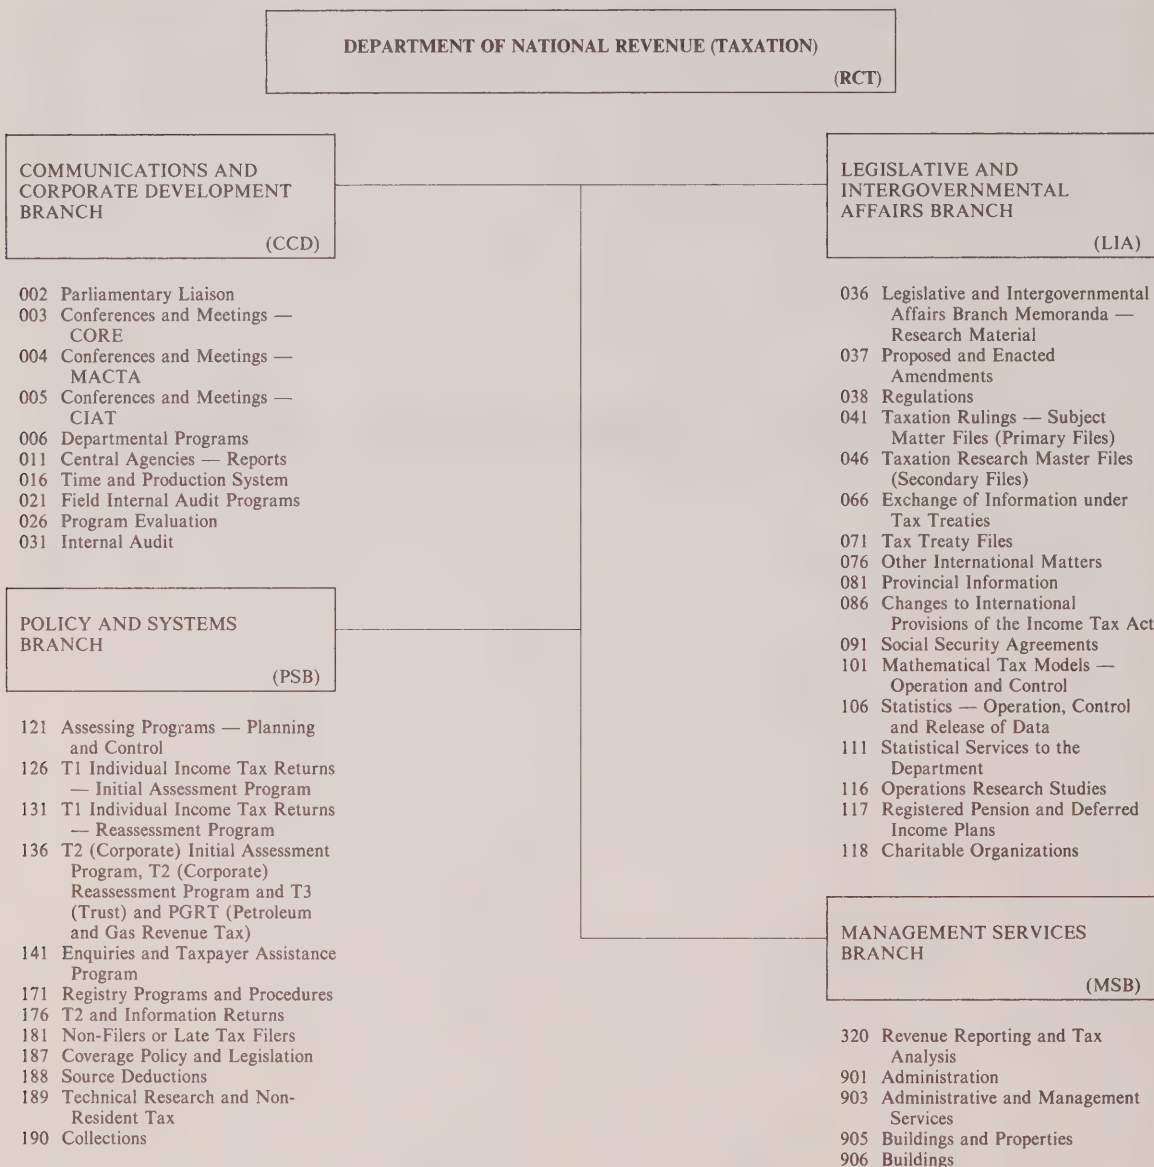 DEPARTMENT OF NATIONAL REVENUE (TAXATION)
(RCT)
COMMUNICATIONS AND
CORPORATE DEVELOPMENT
BRANCH
(CCD)
002 Parliamentary Liaison
003 Conferences and Meetings —
CORE
004 Conferences and Meetings —
MACTA
005 Conferences and Meetings —
CIAT
006 Departmental Programs
011 Central Agencies — Reports
016 Time and Production System
021 Field Internal Audit Programs
026 Program Evaluation
031 Internal Audit
POLICY AND SYSTEMS
BRANCH
(PSB)
121 Assessing Programs — Planning
and Control
126 T1 Individual Income Tax Returns
— Initial Assessment Program
131 T1 Individual Income Tax Returns
— Reassessment Program
136 T2 (Corporate) Initial Assessment
Program, T2 (Corporate)
Reassessment Program and T3
(Trust) and PGRT (Petroleum
and Gas Revenue Tax)
141 Enquiries and Taxpayer Assistance
Program
171 Registry Programs and Procedures
176 T2 and Information Returns
181 Non-Filers or Late Tax Filers
187 Coverage Policy and Legislation
188 Source Deductions
189 Technical Research and Non-
Resident Tax
190 Collections
LEGISLATIVE AND
INTERGOVERNMENTAL
AFFAIRS BRANCH
(LIA)
036 Legislative and Intergovernmental
Affairs Branch Memoranda —
Research Material
037 Proposed and Enacted
Amendments
038 Regulations
041 Taxation Rulings — Subject
Matter Files (Primary Files)
046 Taxation Research Master Files
(Secondary Files)
066 Exchange of Information under
Tax Treaties
071 Tax Treaty Files
076 Other International Matters
081 Provincial Information
086 Changes to International
Provisions of the Income Tax Act
091 Social Security Agreements
101 Mathematical Tax Models —
Operation and Control
106 Statistics — Operation, Control
and Release of Data
111 Statistical Services to the
Department
116 Operations Research Studies
117 Registered Pension and Deferred
Income Plans
118 Charitable Organizations
MANAGEMENT SERVICES
BRANCH
(MSB)
320 Revenue Reporting and Tax
Analysis
901 Administration
903 Administrative and Management
Services
905 Buildings and Properties
906 Buildings